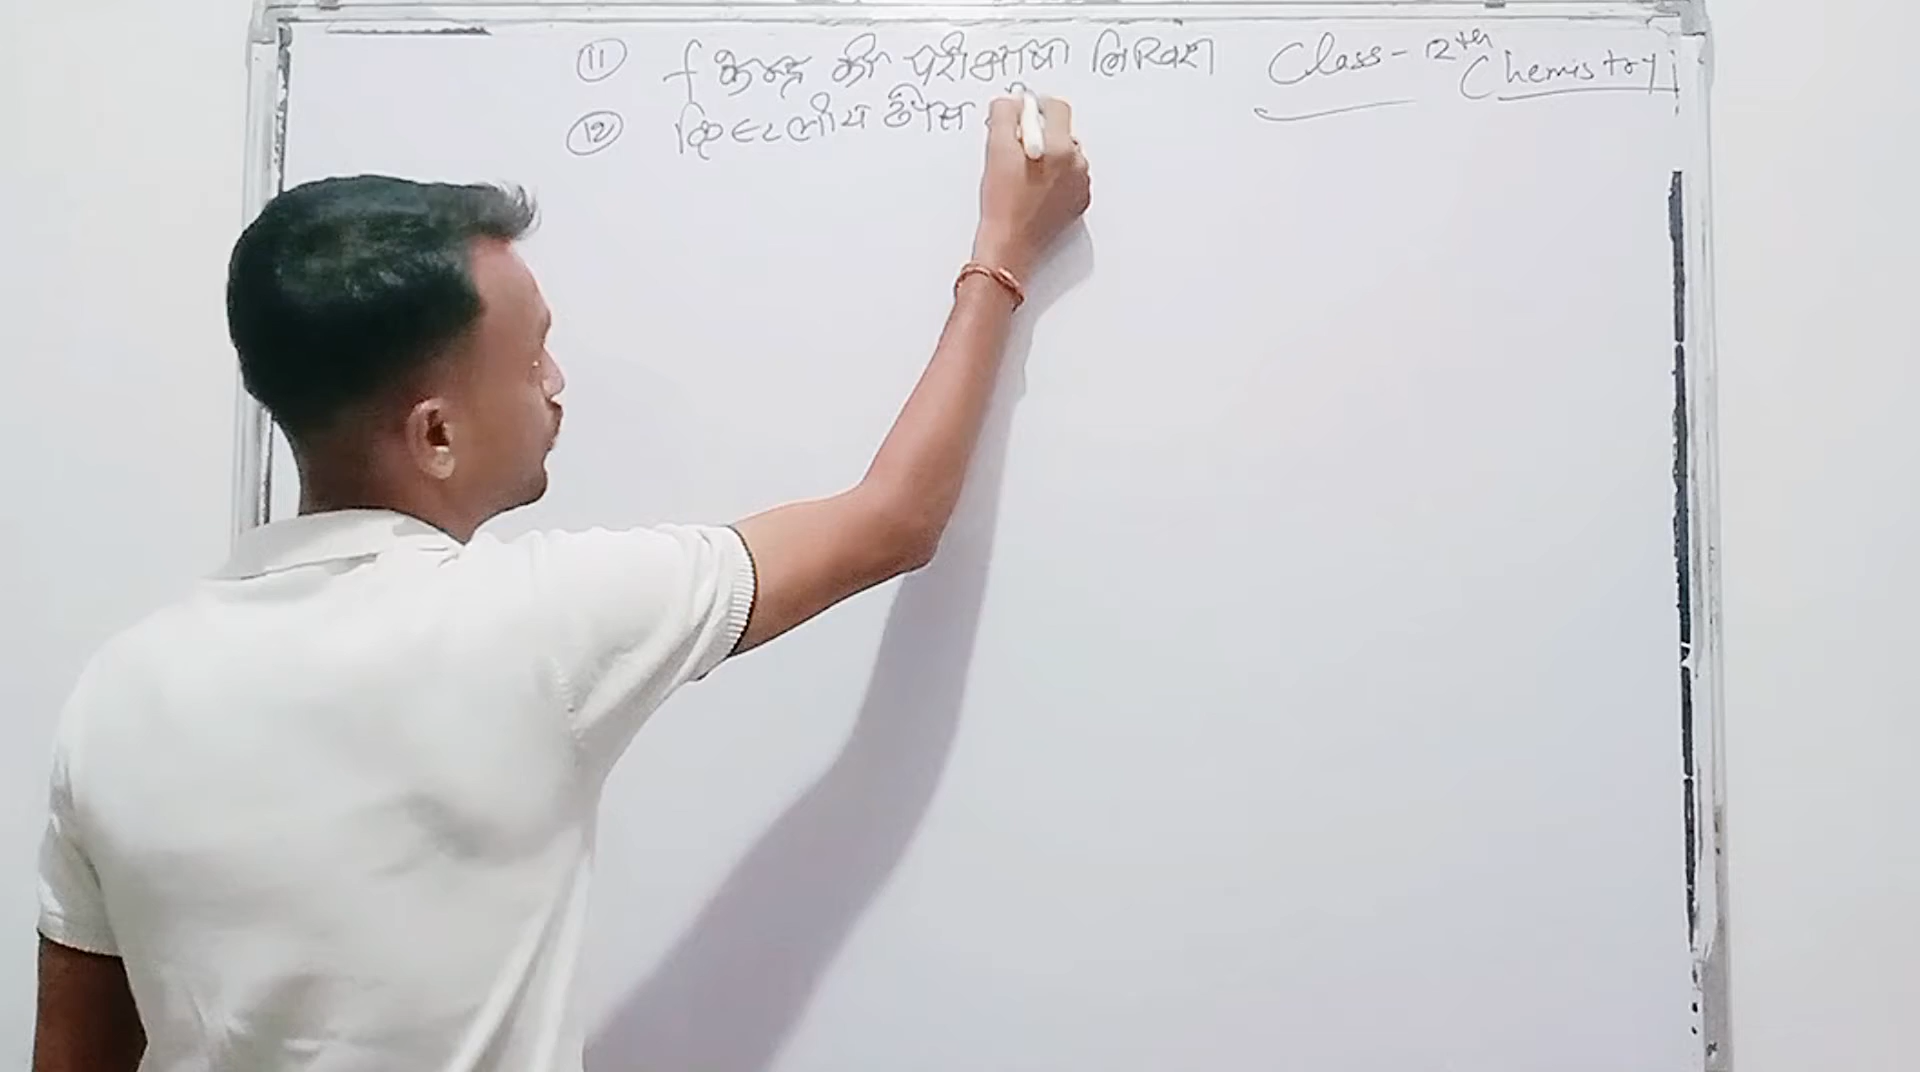 ⑪ f केन्द्र की परीभाषा लिखिए Class - 12th Chemistry
⑫ क्रिस्टलीय ठोस